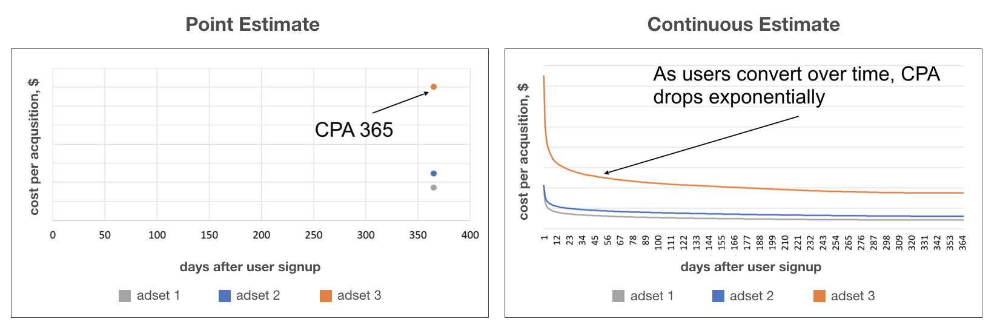 Point Estimate
cost per acqusition, $
CPA 365
0 50 100 150 200 250 300 350 400
days after user signup
adset 1 adset 2 adset 3
Continuous Estimate
cost per acqusition, $
As users convert over time, CPA
drops exponentially
1 12 23 34 45 56 67 78 89 100 111 122 133 144 155 166 177 188 199 210 221 232 243 254 265 276 287 298 309 320 331 342 353 364
days after user signup
adset 1 adset 2 adset 3